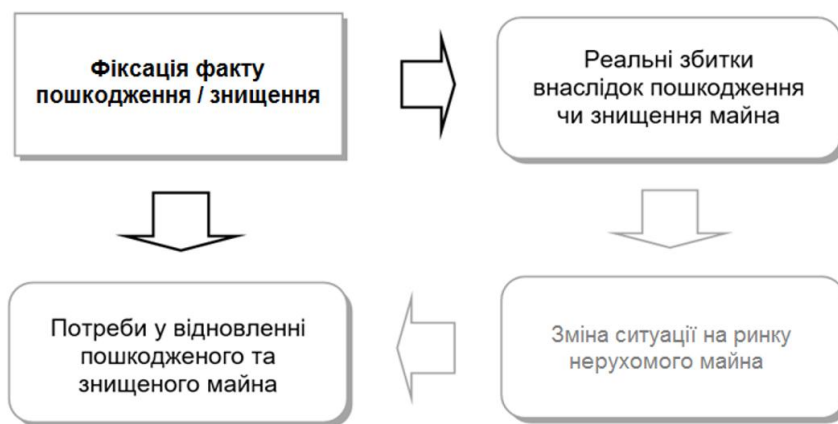 Фіксація факту
пошкодження / знищення
Реальні збитки
внаслідок пошкодження
чи знищення майна
Потреби у відновленні
пошкодженого та
знищеного майна
Зміна ситуації на ринку
нерухомого майна